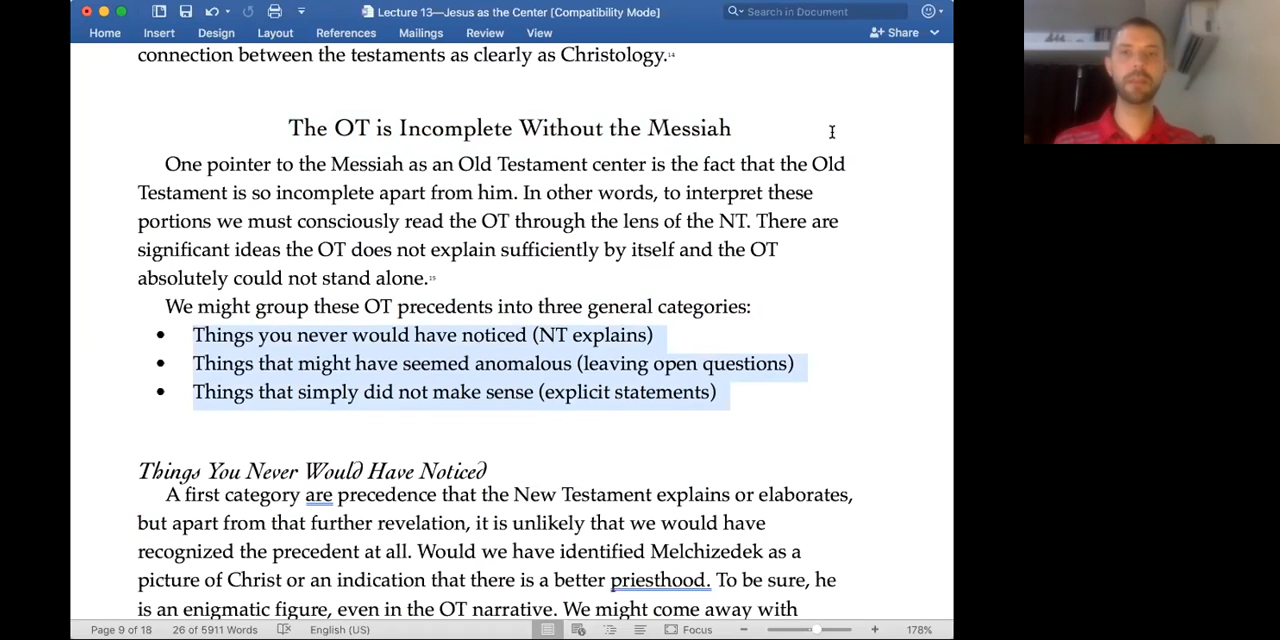 Lecture 13—Jesus as the Center [Compatibility Mode]
Search in Document
Home Insert Design Layout References Mailings Review View Share
connection between the testaments as clearly as Christology.14
The OT is Incomplete Without the Messiah
One pointer to the Messiah as an Old Testament center is the fact that the Old
Testament is so incomplete apart from him. In other words, to interpret these
portions we must consciously read the OT through the lens of the NT. There are
significant ideas the OT does not explain sufficiently by itself and the OT
absolutely could not stand alone.15
We might group these OT precedents into three general categories:
• Things you never would have noticed (NT explains)
• Things that might have seemed anomalous (leaving open questions)
• Things that simply did not make sense (explicit statements)
Things You Never Would Have Noticed
A first category are precedence that the New Testament explains or elaborates,
but apart from that further revelation, it is unlikely that we would have
recognized the precedent at all. Would we have identified Melchizedek as a
picture of Christ or an indication that there is a better priesthood. To be sure, he
is an enigmatic figure, even in the OT narrative. We might come away with
Page 9 of 18 26 of 5911 Words English (US) Focus 178%